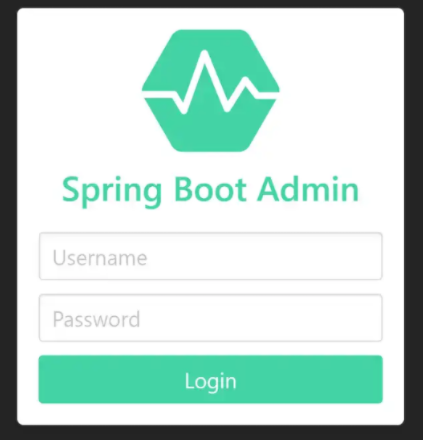 Spring Boot Admin
Username
Password
Login